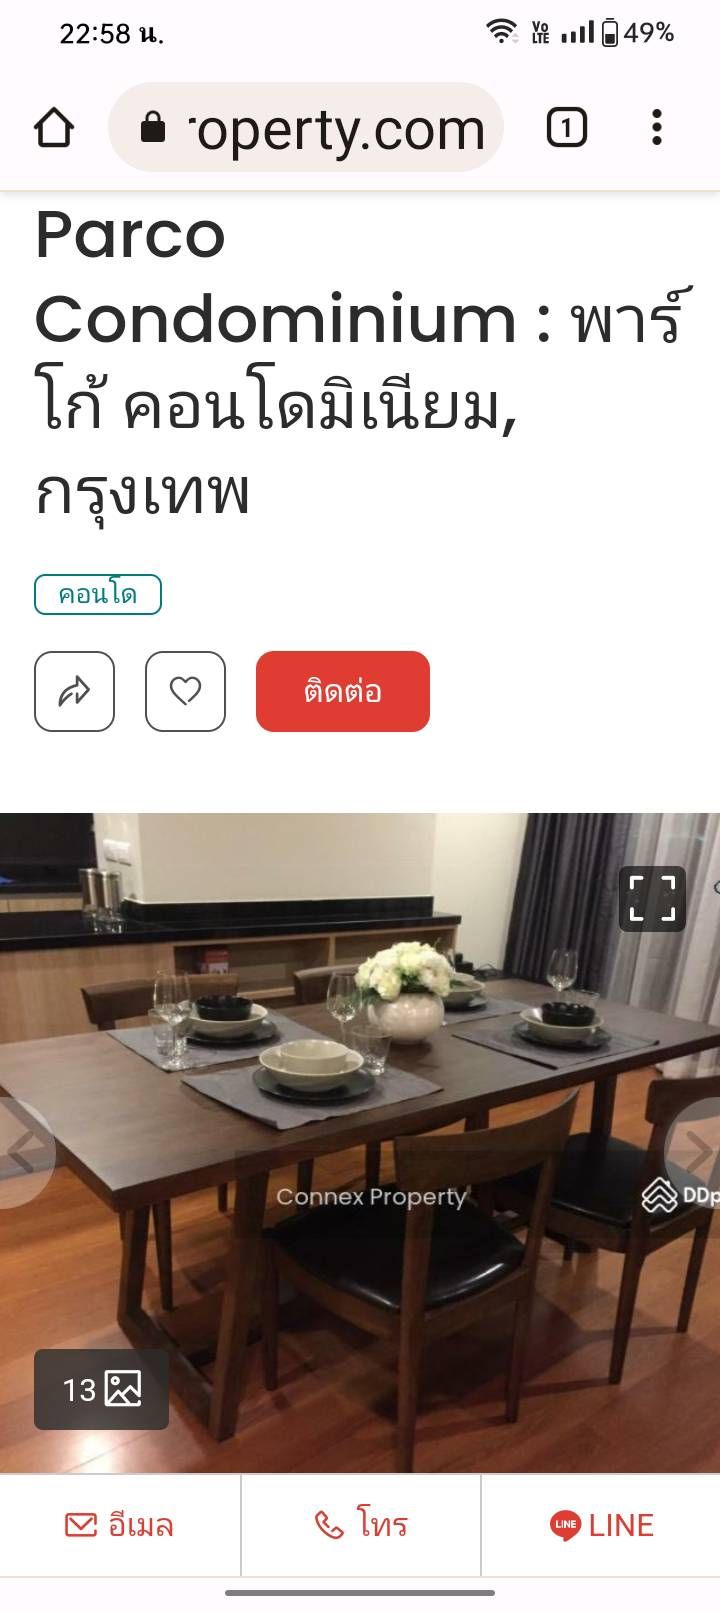 22:58 น.
Vo LTE
49%
roperty.com
1
Parco
Condominium : พาร์
โก้ คอนโดมิเนียม,
กรุงเทพ
คอนโด
ติดต่อ
Connex Property
DDp
13
อีเมล
โทร
LINE LINE